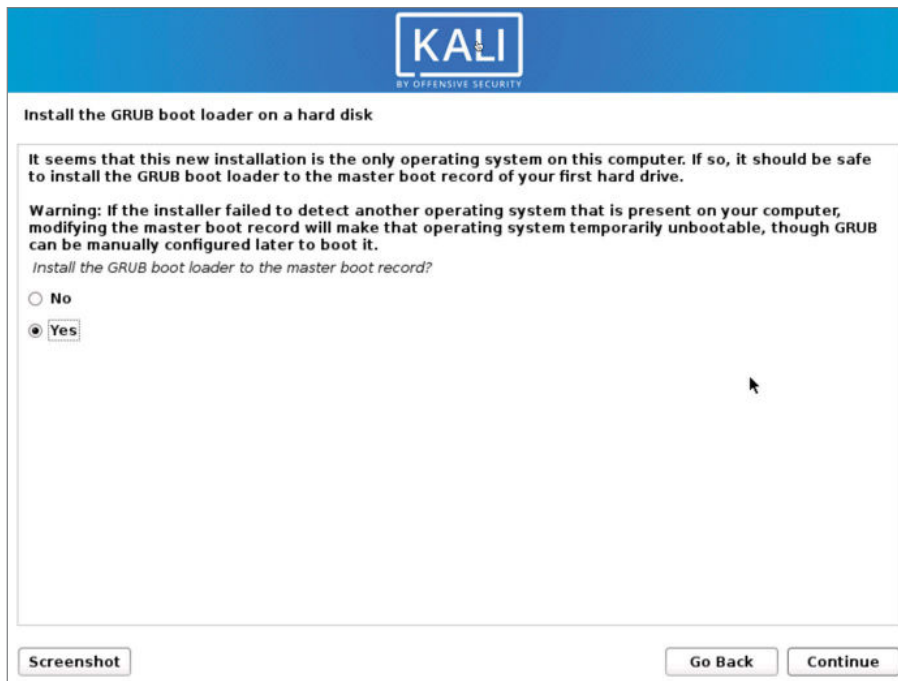 KALI
BY OFFENSIVE SECURITY
Install the GRUB boot loader on a hard disk
It seems that this new installation is the only operating system on this computer. If so, it should be safe
to install the GRUB boot loader to the master boot record of your first hard drive.
Warning: If the installer failed to detect another operating system that is present on your computer,
modifying the master boot record will make that operating system temporarily unbootable, though GRUB
can be manually configured later to boot it.
Install the GRUB boot loader to the master boot record?
No
Yes
Screenshot Go Back Continue